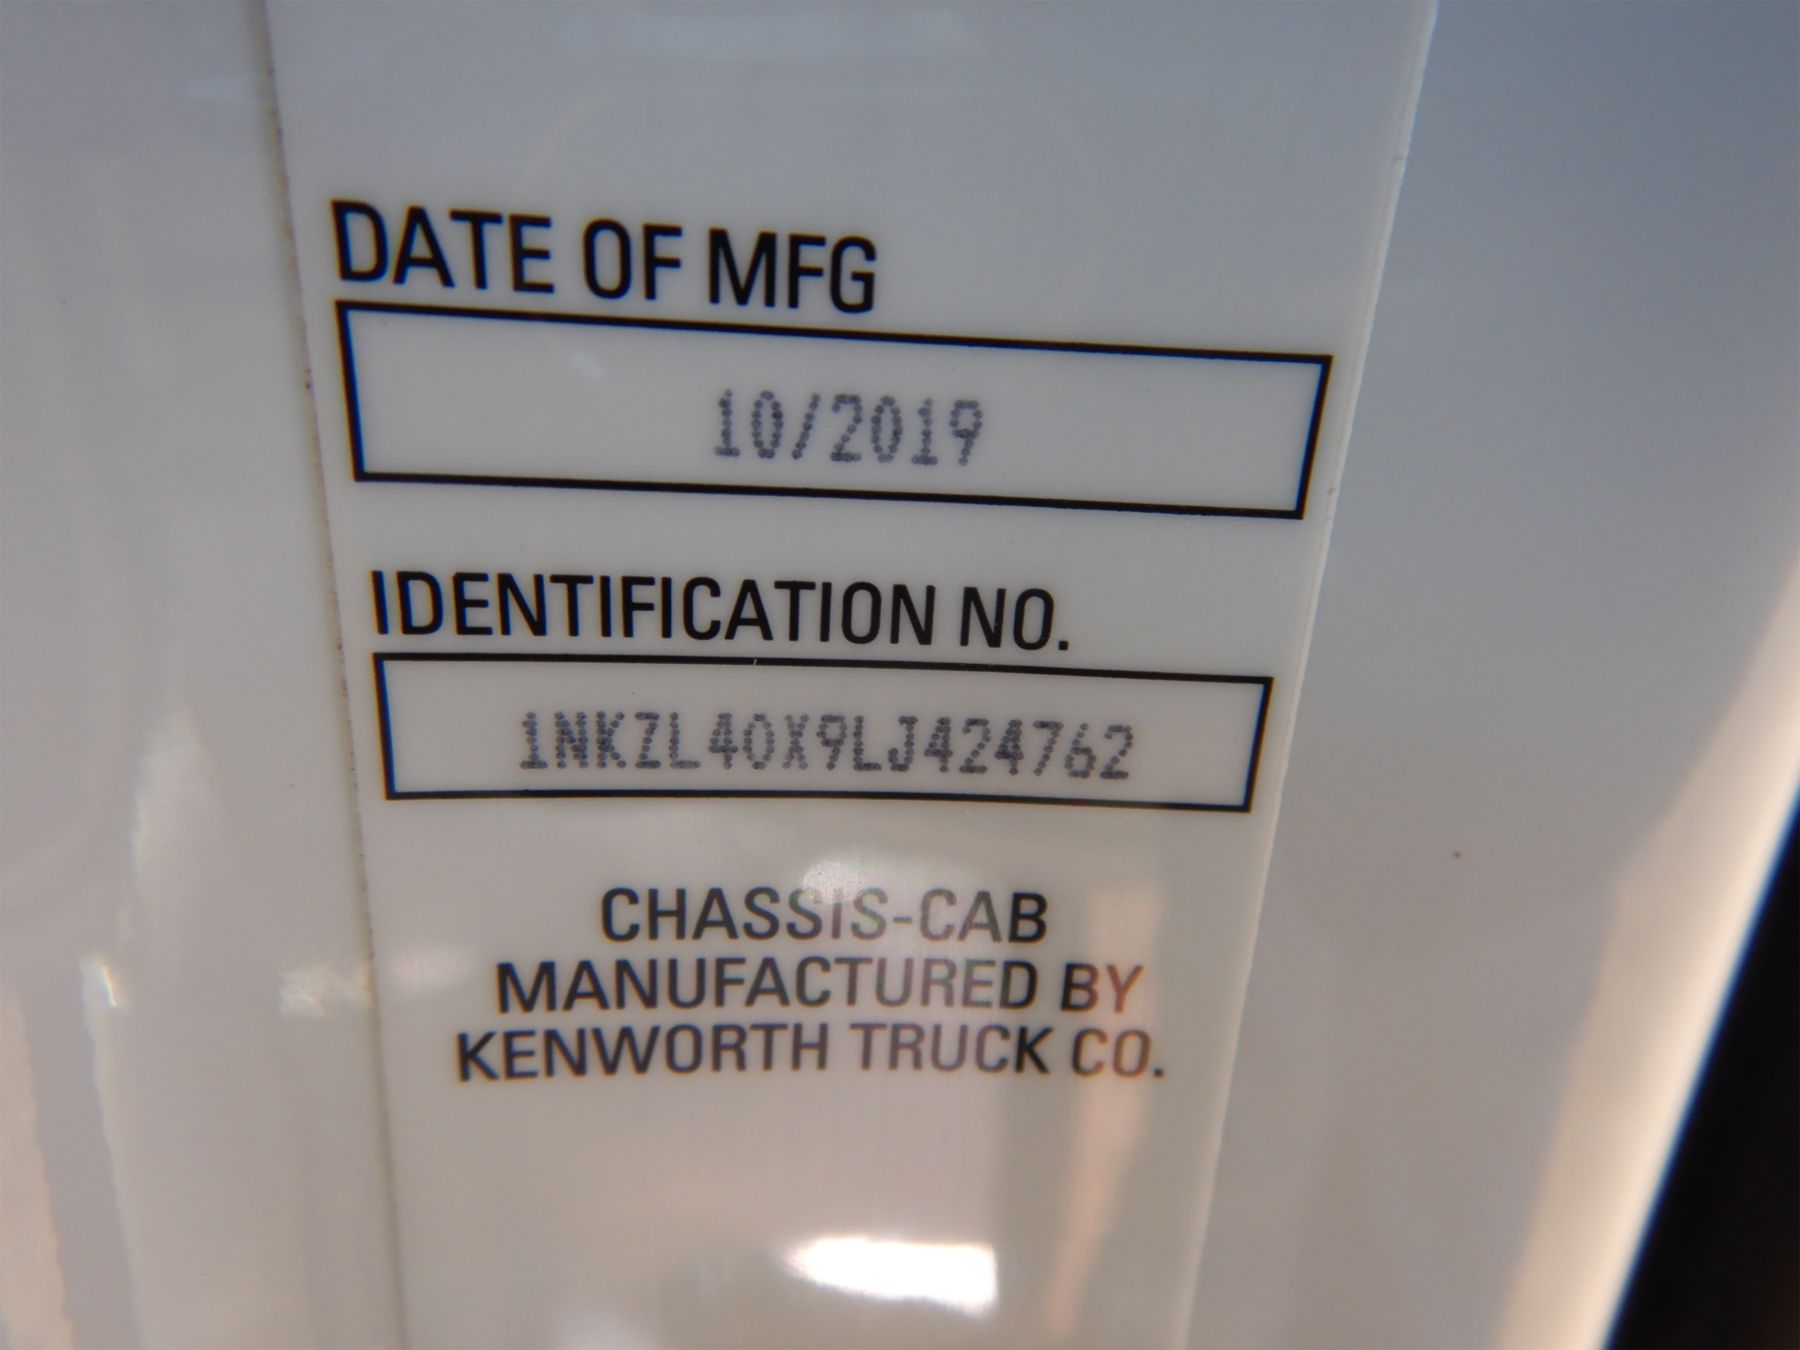 DATE OF MFG
10/2019
IDENTIFICATION NO.
1NKZL40X9LJ424762
CHASSIS-CAB
MANUFACTURED BY
KENWORTH TRUCK CO.